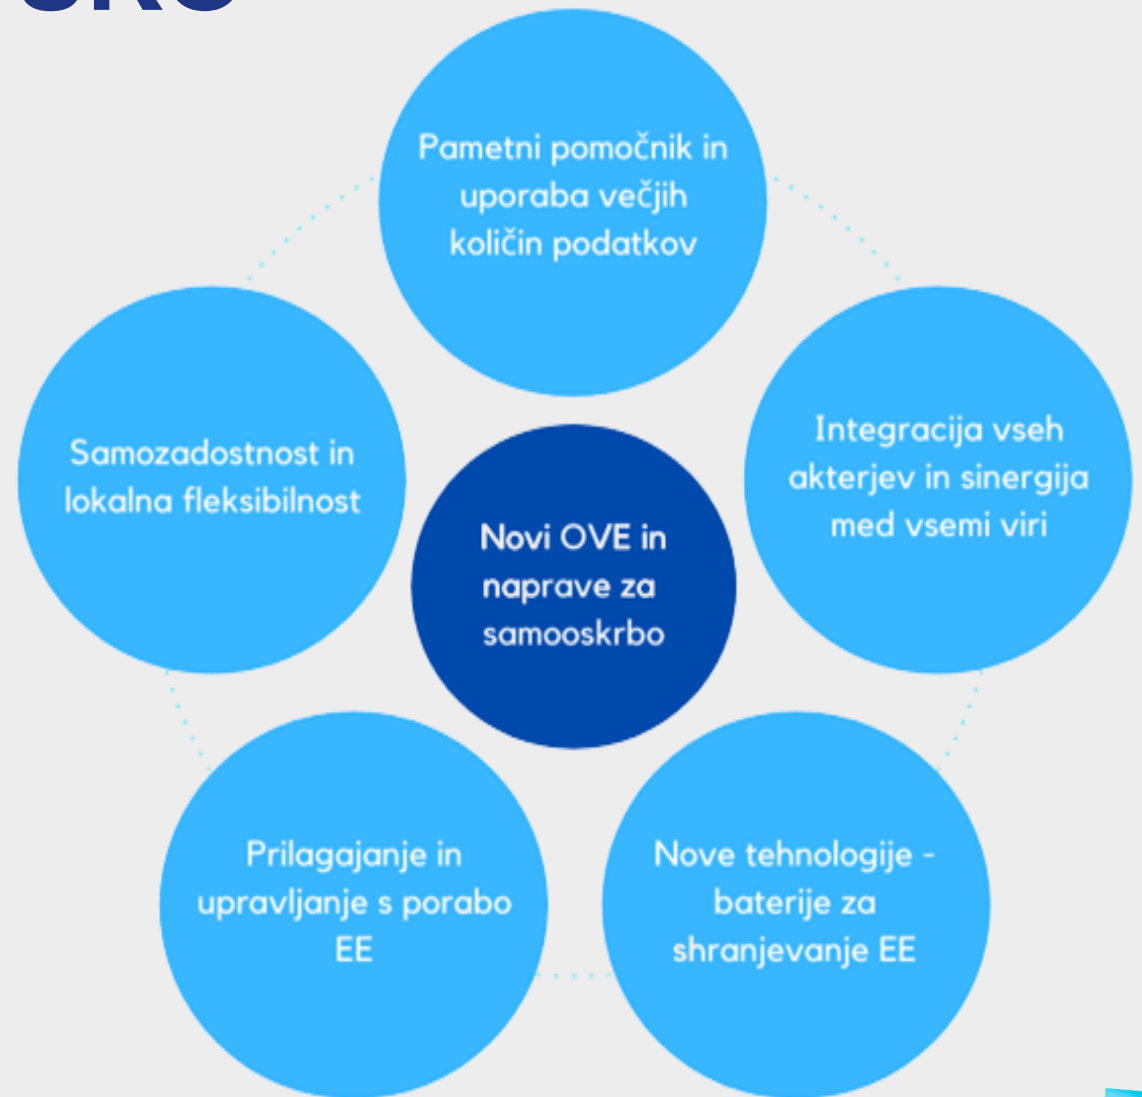 Pametni pomočnik in
uporaba večjih
količin podatkov
Samozadostnost in
lokalna fleksibilnost
Integracija vseh
akterjev in sinergija
med vsemi viri
Novi OVE in
naprave za
samooskrbo
Prilagajanje in
upravljanje s porabo
EE
Nove tehnologije -
baterije za
shranjevanje EE